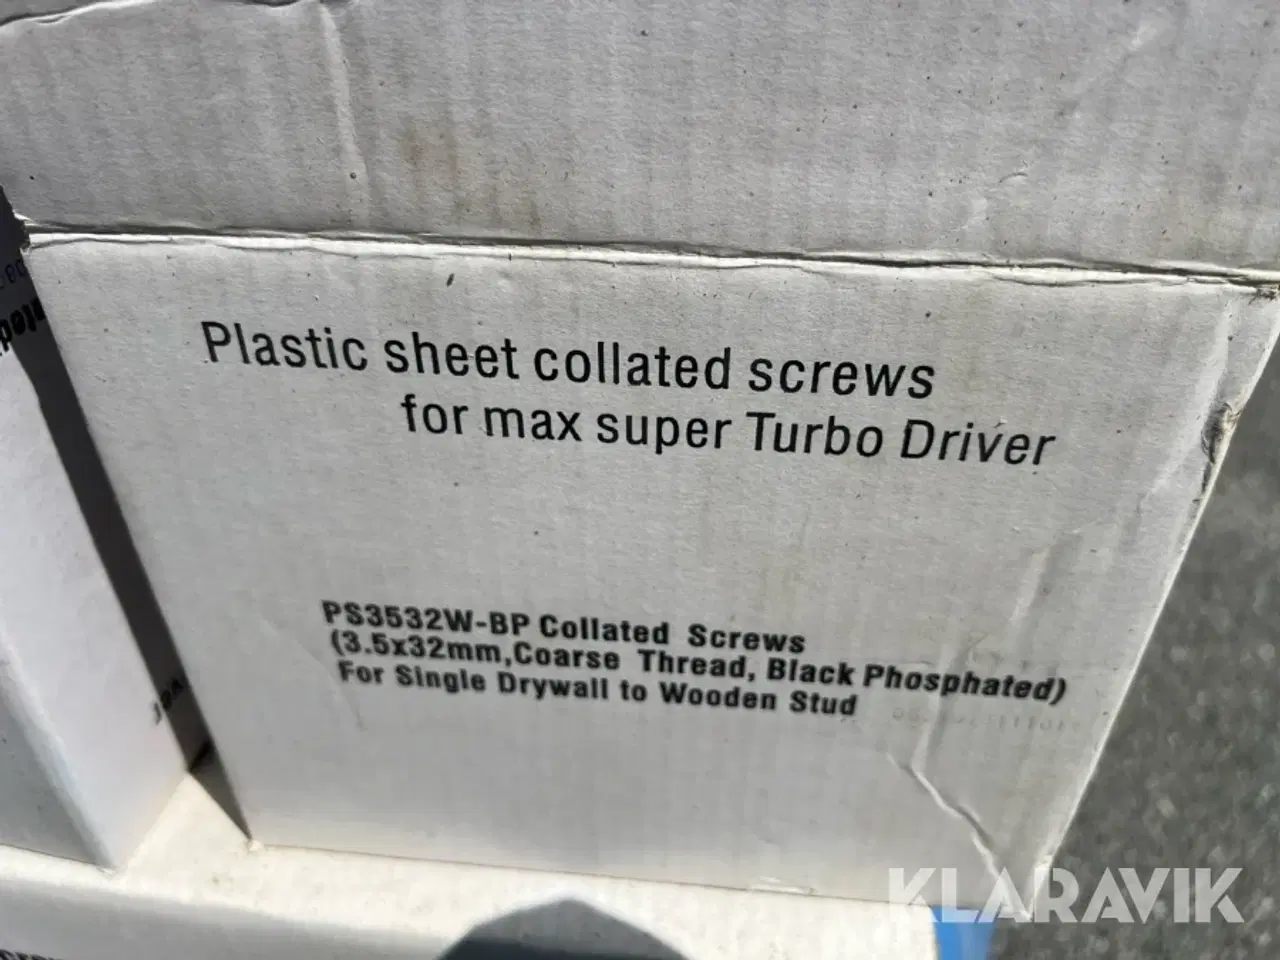 Plastic sheet collated screws
for max super Turbo Driver
PS3532W-BP Collated Screws
(3.5x32mm,Coarse Thread, Black Phosphated)
For Single Drywall to Wooden Stud
KLARAVIK